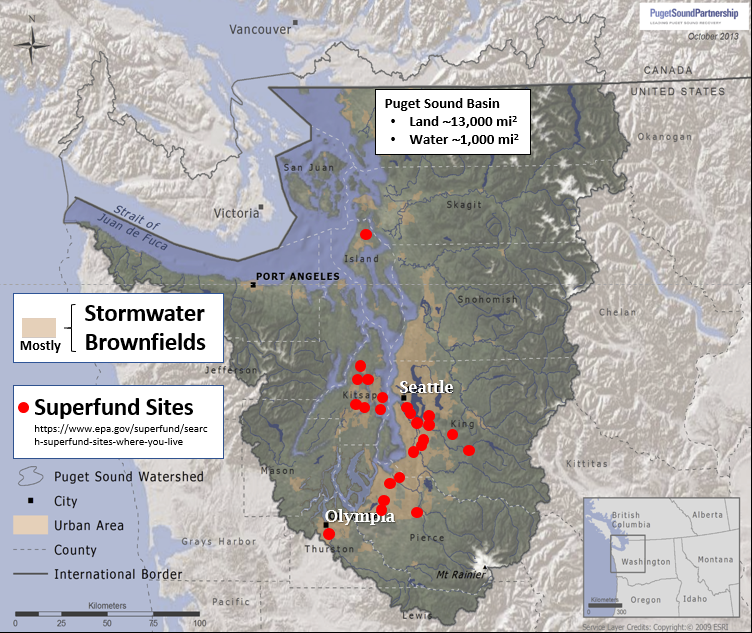 PugetSoundPartnership
LEADING PUGET SOUND RECOVERY
October 2013
Vancouver
CANADA
UNITED STATES
Puget Sound Basin
• Land ~13,000 mi²
• Water ~1,000 mi²
Okanogan
San Juan
Skagit
Victoria
Strait of
Juan de Fuca
Island
PORT ANGELES
Snohomish
Chelan
Stormwater
Brownfields
Mostly
Jefferson
Seattle
Kitsap
King
Superfund Sites
https://www.epa.gov/superfund/searc
h-superfund-sites-where-you-live
Kittitas
Mason
Puget Sound Watershed
City
Urban Area
County
International Border
Olympia
Grays Harbor
Thurston
Pierce
Mt Rainier
Pacific
Lewis
Kilometers
0 25 50 100
British
Columbia
Alberta
Washington
Montana
Oregon
Idaho
Kilometers
0 300
Service Layer Credits: Copyright:© 2009 ESRI